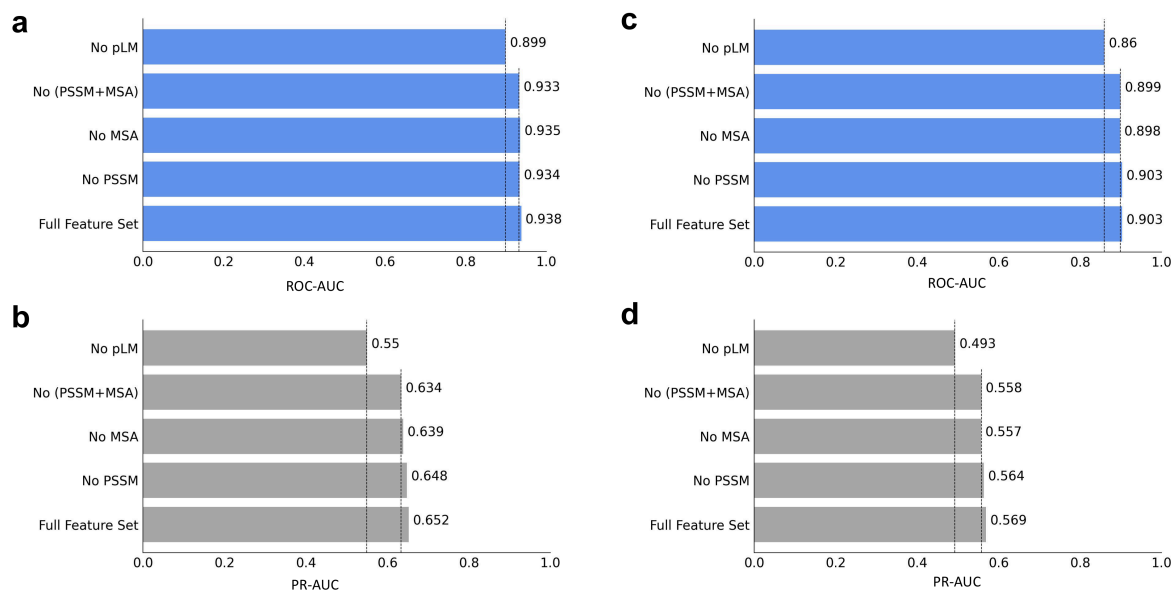 a
No pLM 0.899
No (PSSM+MSA) 0.933
No MSA 0.935
No PSSM 0.934
Full Feature Set 0.938
0.0 0.2 0.4 0.6 0.8 1.0
ROC-AUC
b
No pLM 0.55
No (PSSM+MSA) 0.634
No MSA 0.639
No PSSM 0.648
Full Feature Set 0.652
0.0 0.2 0.4 0.6 0.8 1.0
PR-AUC
c
No pLM 0.86
No (PSSM+MSA) 0.899
No MSA 0.898
No PSSM 0.903
Full Feature Set 0.903
0.0 0.2 0.4 0.6 0.8 1.0
ROC-AUC
d
No pLM 0.493
No (PSSM+MSA) 0.558
No MSA 0.557
No PSSM 0.564
Full Feature Set 0.569
0.0 0.2 0.4 0.6 0.8 1.0
PR-AUC